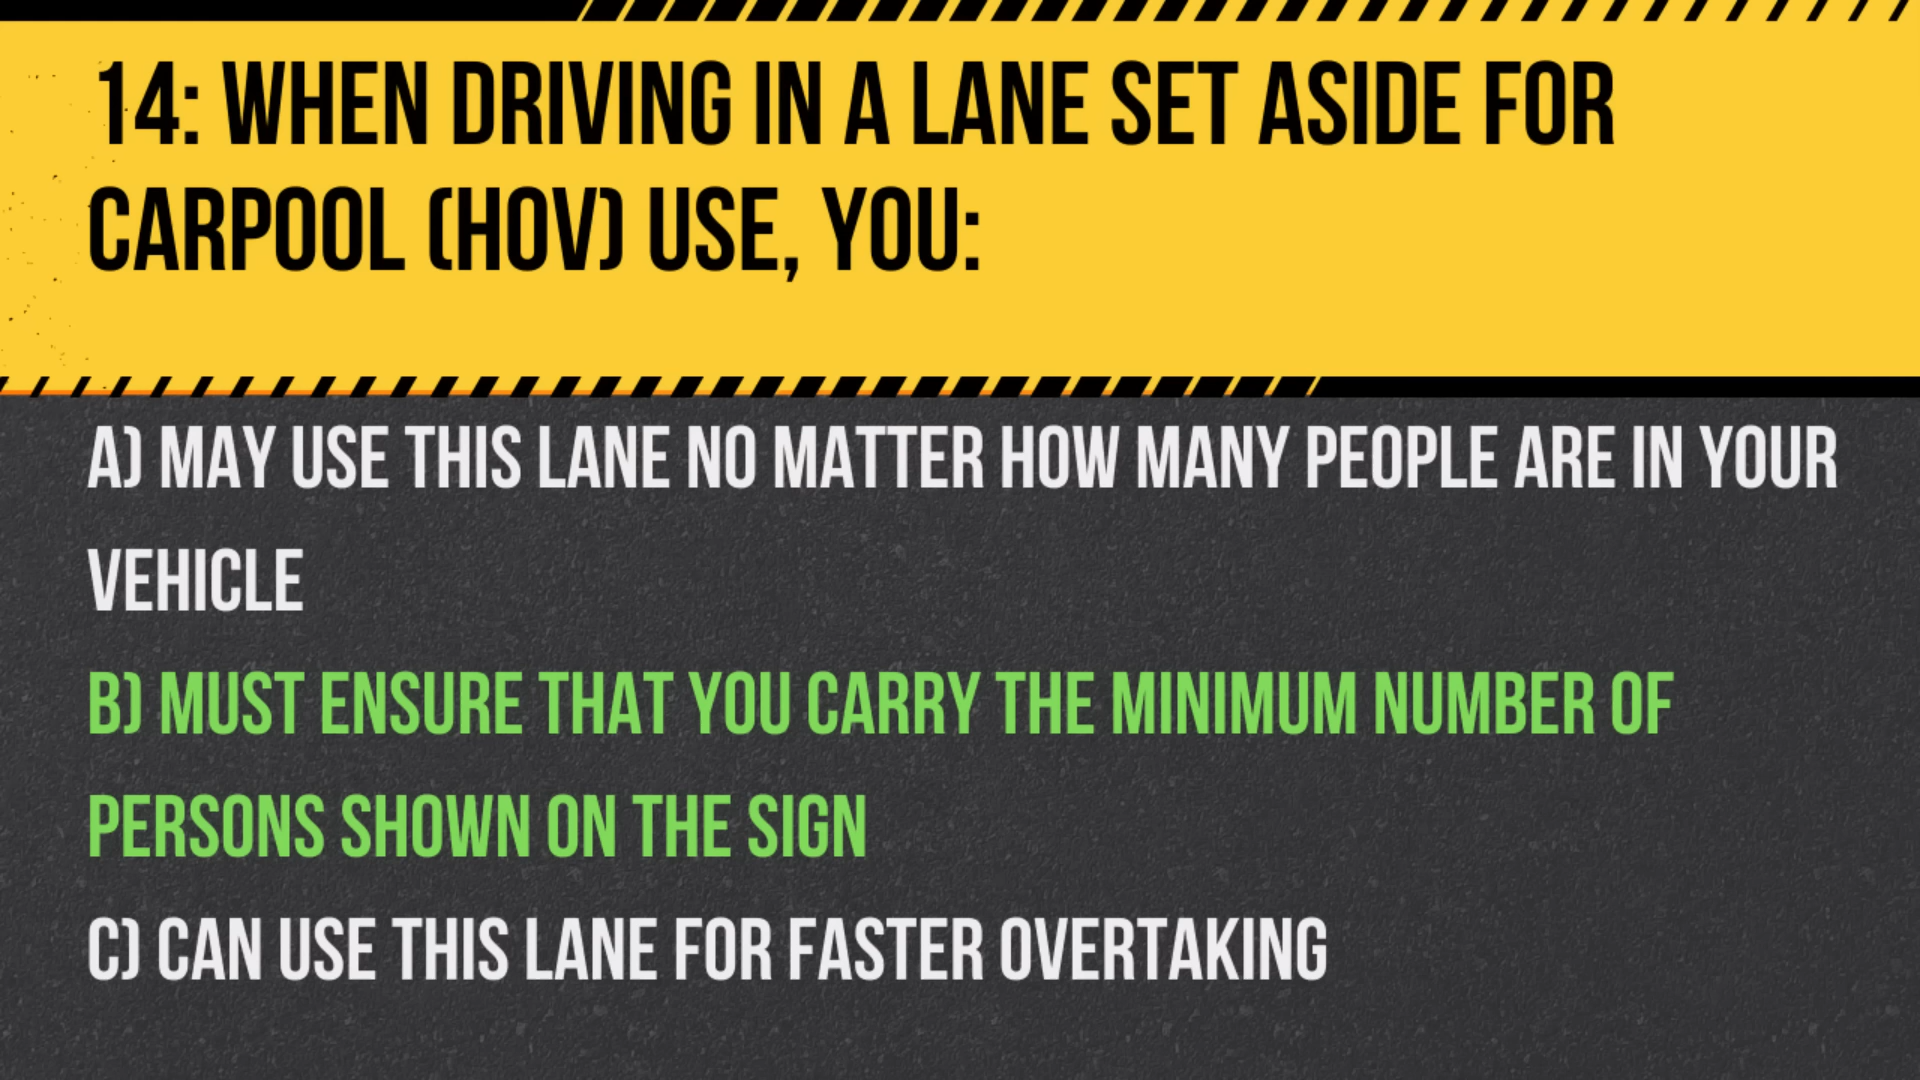 14: WHEN DRIVING IN A LANE SET ASIDE FOR
CARPOOL (HOV) USE, YOU:
A) MAY USE THIS LANE NO MATTER HOW MANY PEOPLE ARE IN YOUR
VEHICLE
B) MUST ENSURE THAT YOU CARRY THE MINIMUM NUMBER OF
PERSONS SHOWN ON THE SIGN
C) CAN USE THIS LANE FOR FASTER OVERTAKING